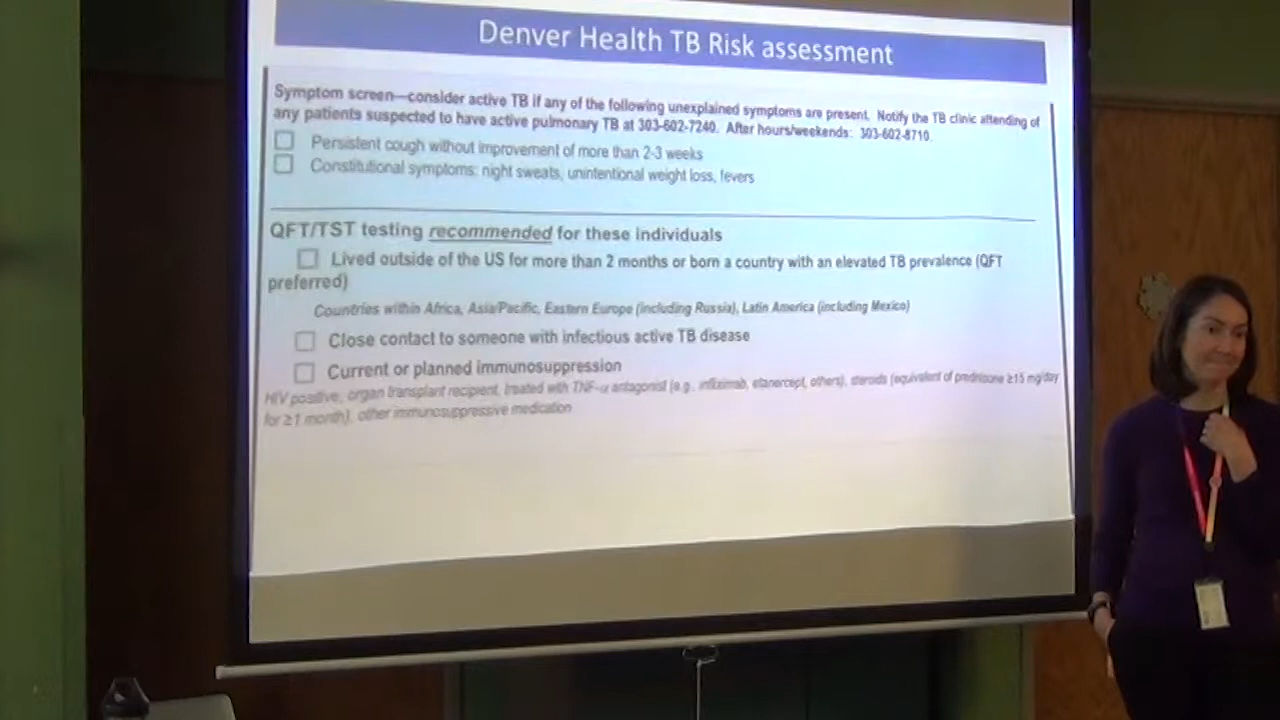 Denver Health TB Risk assessment
Symptom screen—consider active TB if any of the following unexplained symptoms are present. Notify the TB clinic attending of
any patients suspected to have active pulmonary TB at 303-602-7240. After hours/weekends: 303-602-8710.
Persistent cough without improvement of more than 2-3 weeks
Constitutional symptoms: night sweats, unintentional weight loss, fevers
QFT/TST testing recommended for these individuals
Lived outside of the US for more than 2 months or born a country with an elevated TB prevalence (QFT
preferred)
Countries within Africa, Asia/Pacific, Eastern Europe (including Russia), Latin America (including Mexico)
Close contact to someone with infectious active TB disease
Current or planned immunosuppression
HIV positive, organ transplant recipient, treated with TNF-α antagonist (e.g., infliximab, etanercept, others), steroids (equivalent of prednisone ≥15 mg/day
for ≥1 month), other immunosuppressive medication